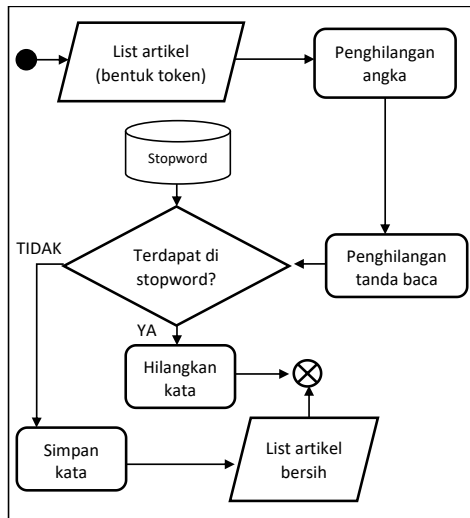 List artikel
(bentuk token)
Penghilangan
angka
Stopword
TIDAK
Terdapat di
stopword?
Penghilangan
tanda baca
YA
Hilangkan
kata
Simpan
kata
List artikel
bersih